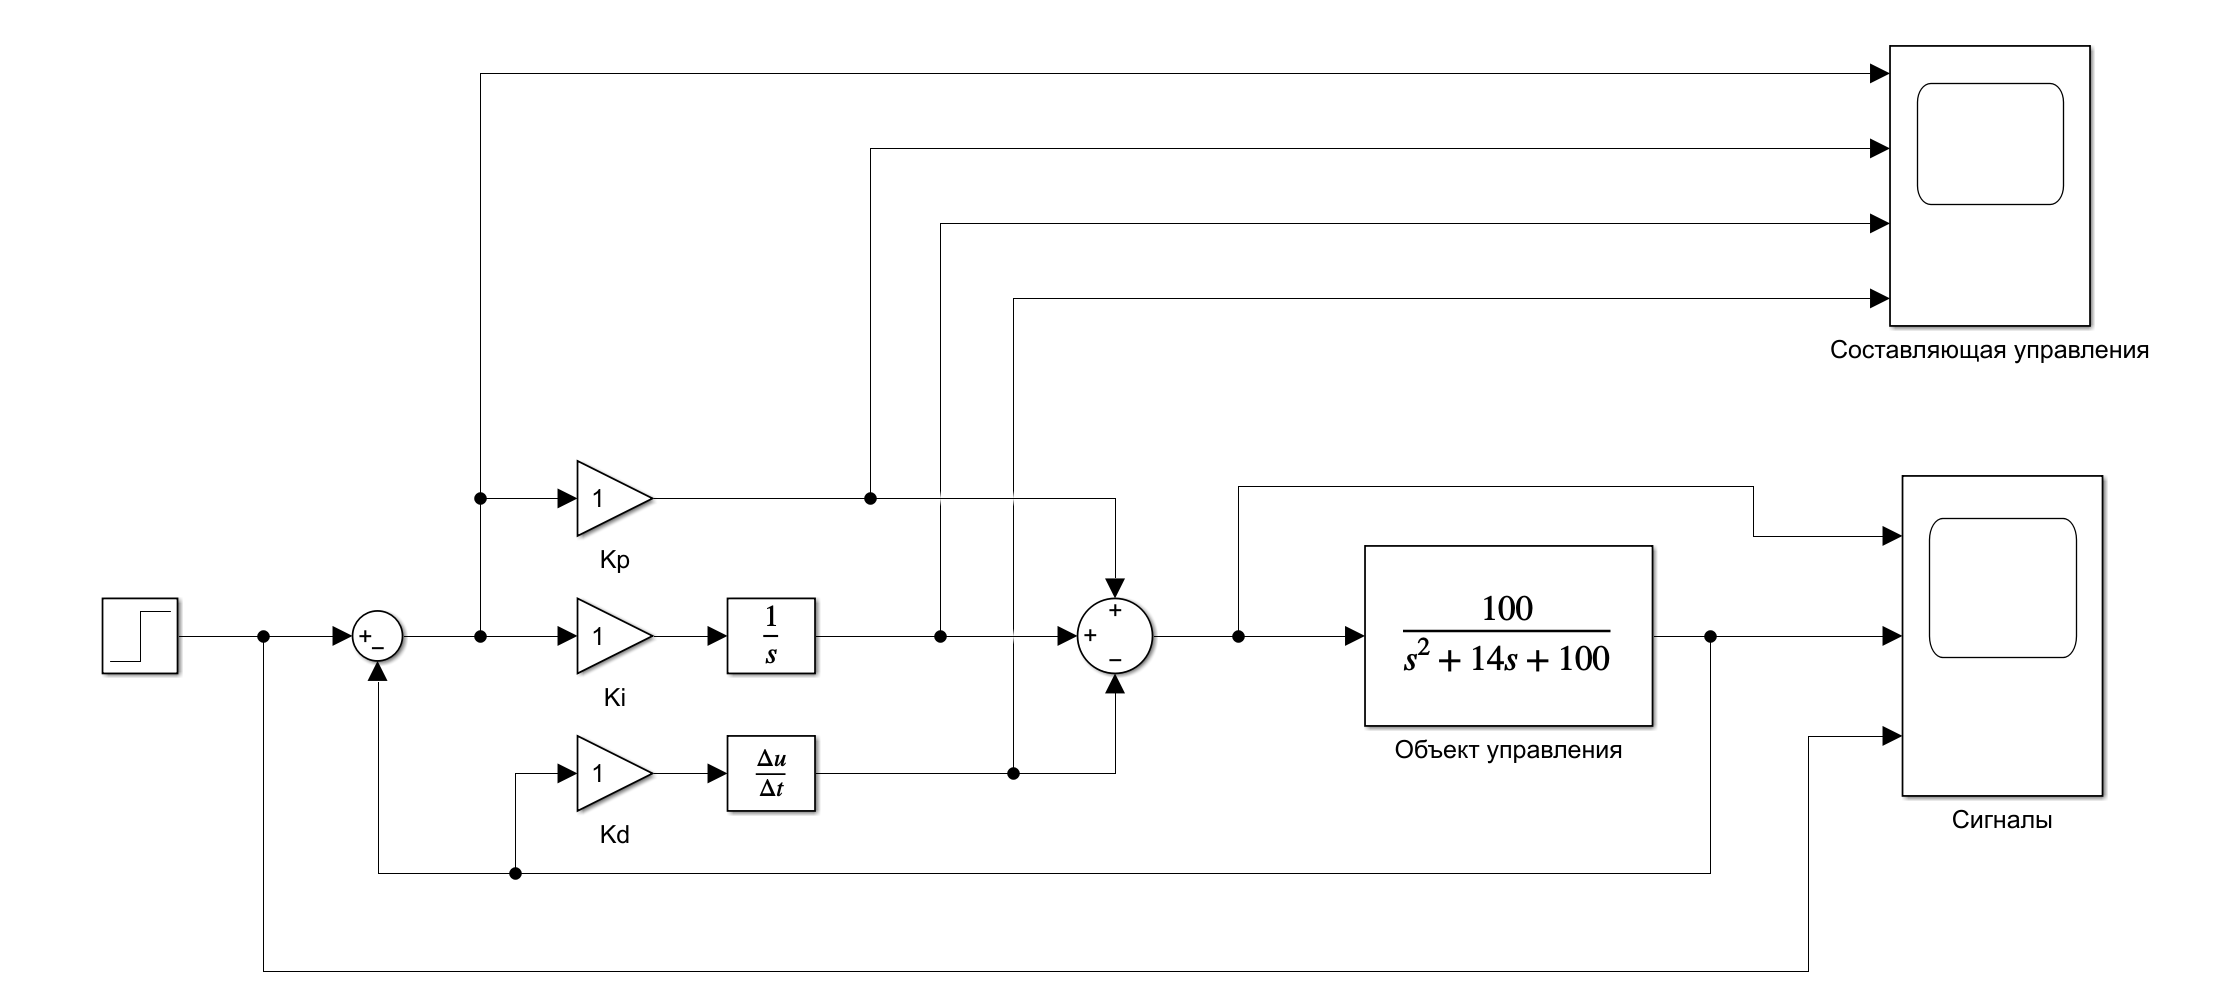 Составляющая управления
1
Kp
+
−
1
Ki
1
s
+
+
−
100
s² + 14s + 100
Объект управления
1
Kd
Δu
Δt
Сигналы